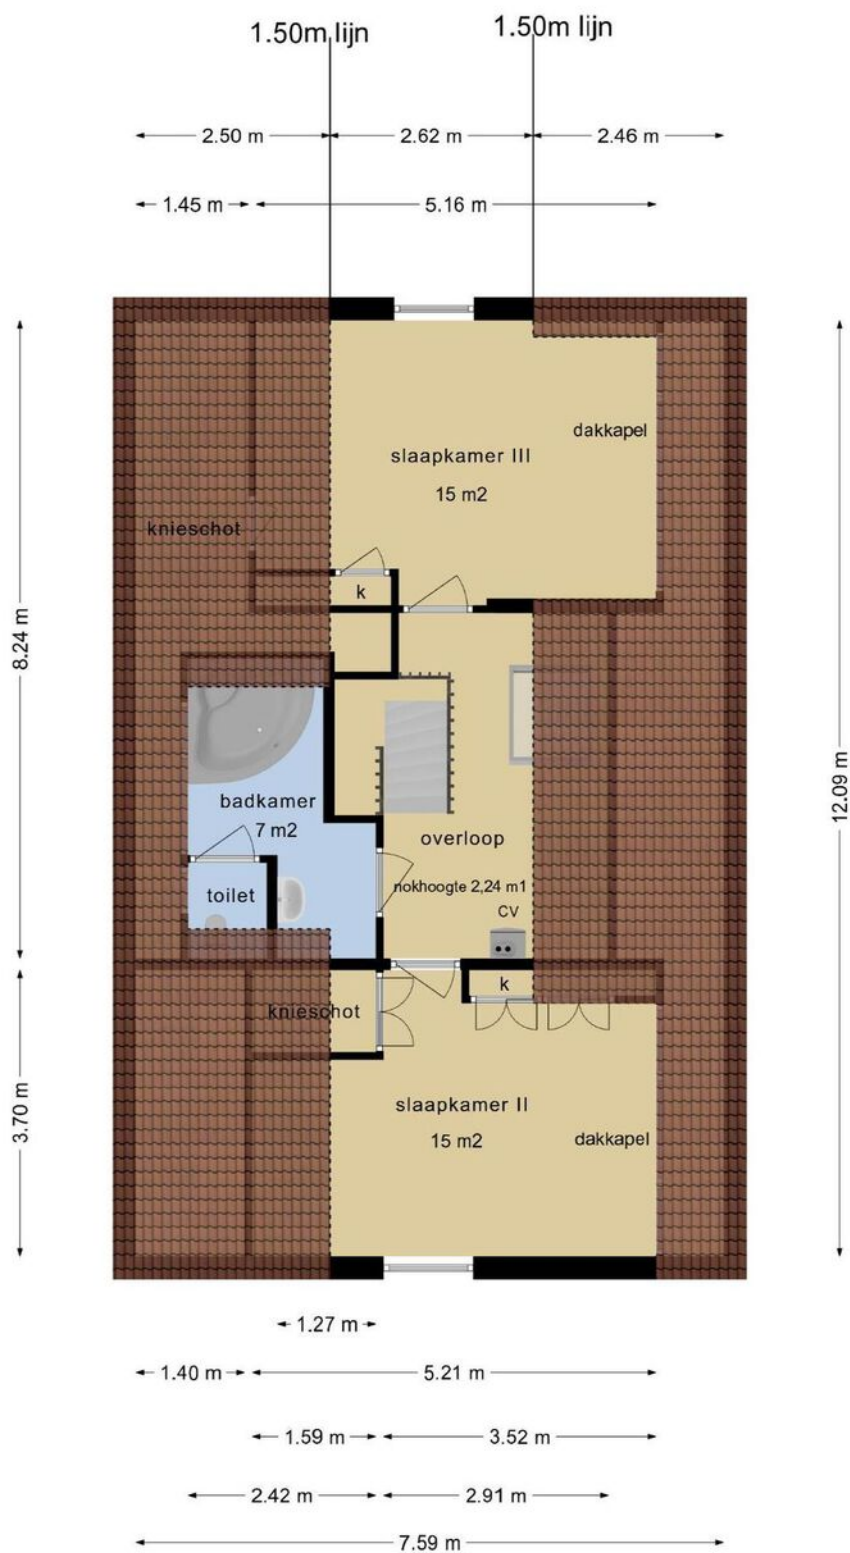 1.50m lijn
1.50m lijn
2.50 m
2.62 m
2.46 m
1.45 m
5.16 m
dakkapel
slaapkamer III
15 m2
knieschot
k
8.24 m
12.09 m
badkamer
7 m2
overloop
nokhoogte 2,24 m1
toilet
CV
k
knieschot
3.70 m
slaapkamer II
15 m2
dakkapel
1.27 m
1.40 m
5.21 m
1.59 m
3.52 m
2.42 m
2.91 m
7.59 m